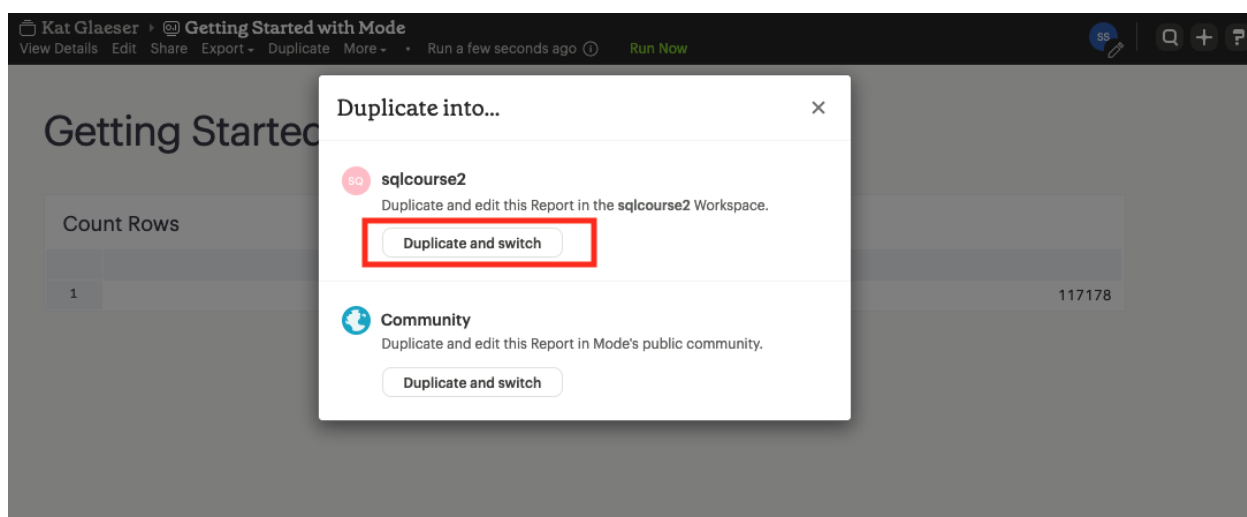 Kat Glaeser › Getting Started with Mode
View Details Edit Share Export Duplicate More • Run a few seconds ago Run Now
SS
?
Duplicate into...
Getting Started
SQ
sqlcourse2
Duplicate and edit this Report in the sqlcourse2 Workspace.
Count Rows
Duplicate and switch
1
117178
Community
Duplicate and edit this Report in Mode's public community.
Duplicate and switch